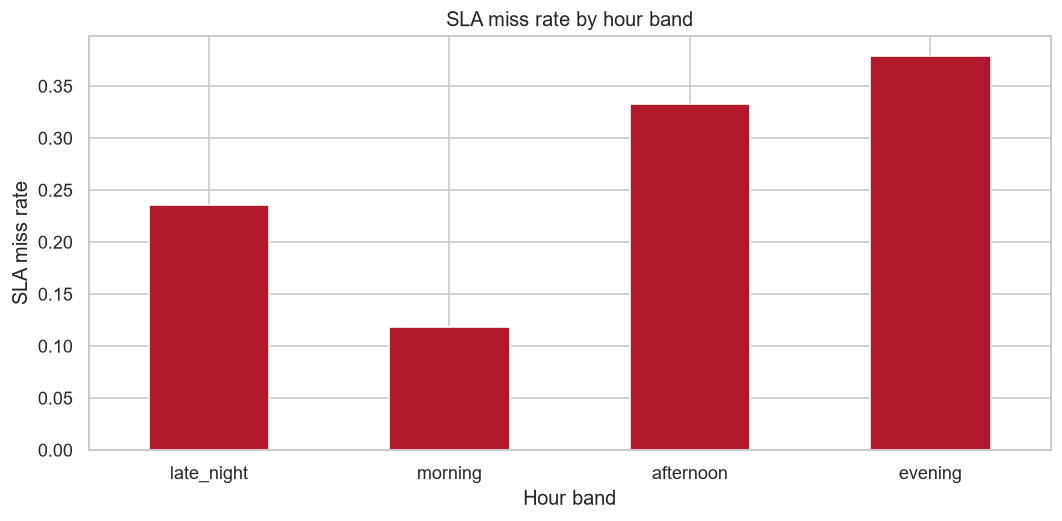 SLA miss rate by hour band
SLA miss rate
0.35
0.30
0.25
0.20
0.15
0.10
0.05
0.00
late_night morning afternoon evening
Hour band